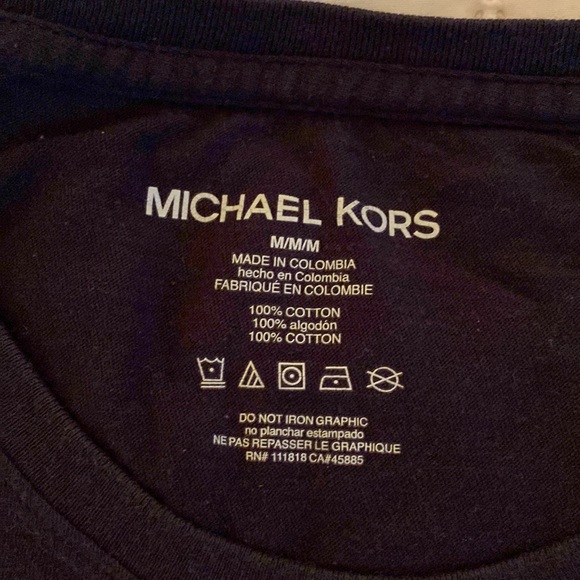 MICHAEL KORS
M/M/M
MADE IN COLOMBIA
hecho en Colombia
FABRIQUÉ EN COLOMBIE
100% COTTON
100% algodón
100% COTTON
DO NOT IRON GRAPHIC
no planchar estampado
NE PAS REPASSER LE GRAPHIQUE
RN# 111818 CA#45885